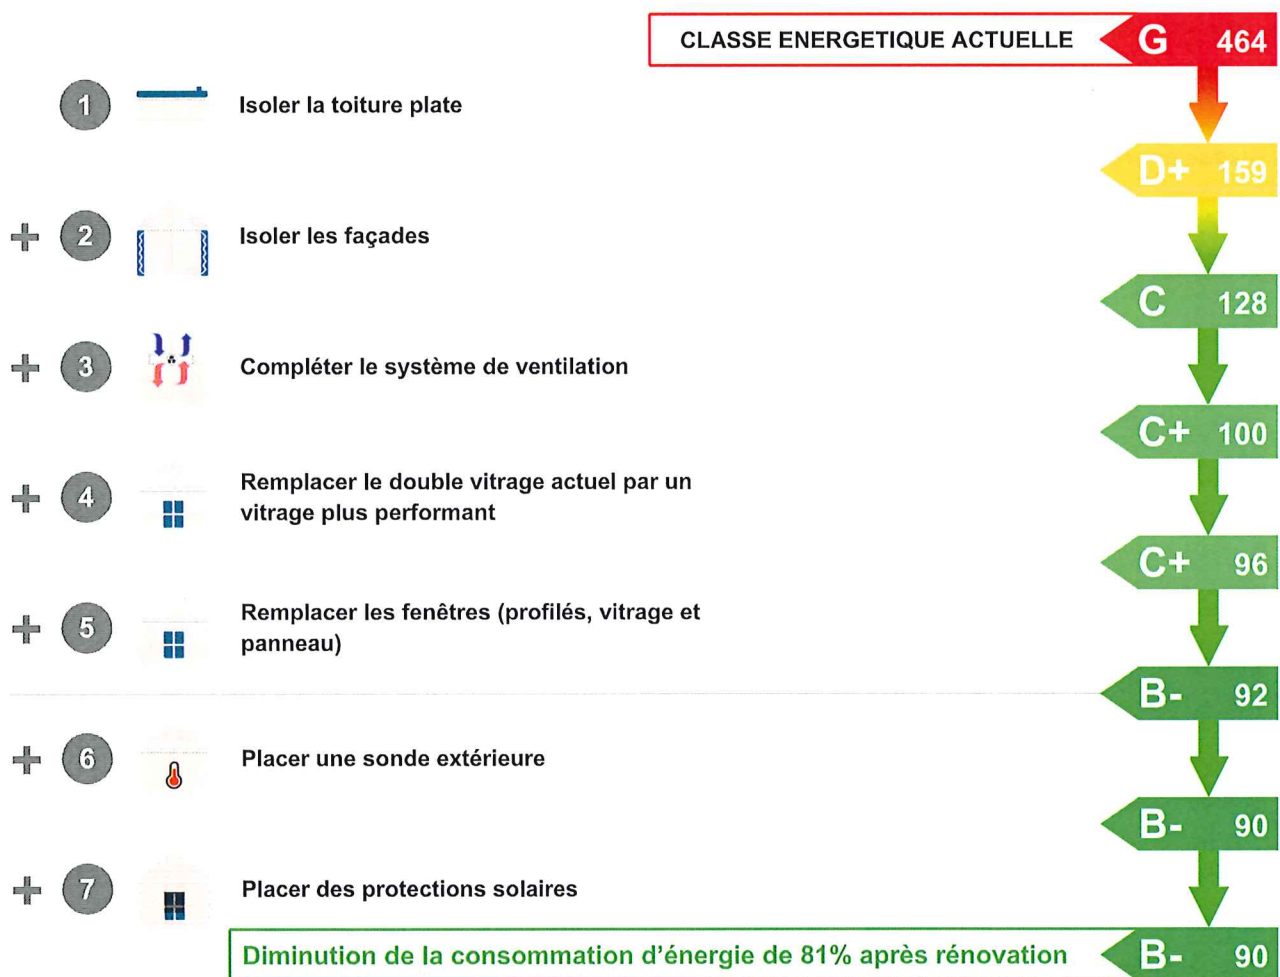 CLASSE ENERGETIQUE ACTUELLE G 464
1 Isoler la toiture plate
D+ 159
+ 2 Isoler les façades
C 128
+ 3 Compléter le système de ventilation
C+ 100
+ 4 Remplacer le double vitrage actuel par un
vitrage plus performant
C+ 96
+ 5 Remplacer les fenêtres (profilés, vitrage et
panneau)
B- 92
+ 6 Placer une sonde extérieure
B- 90
+ 7 Placer des protections solaires
Diminution de la consommation d'énergie de 81% après rénovation B- 90